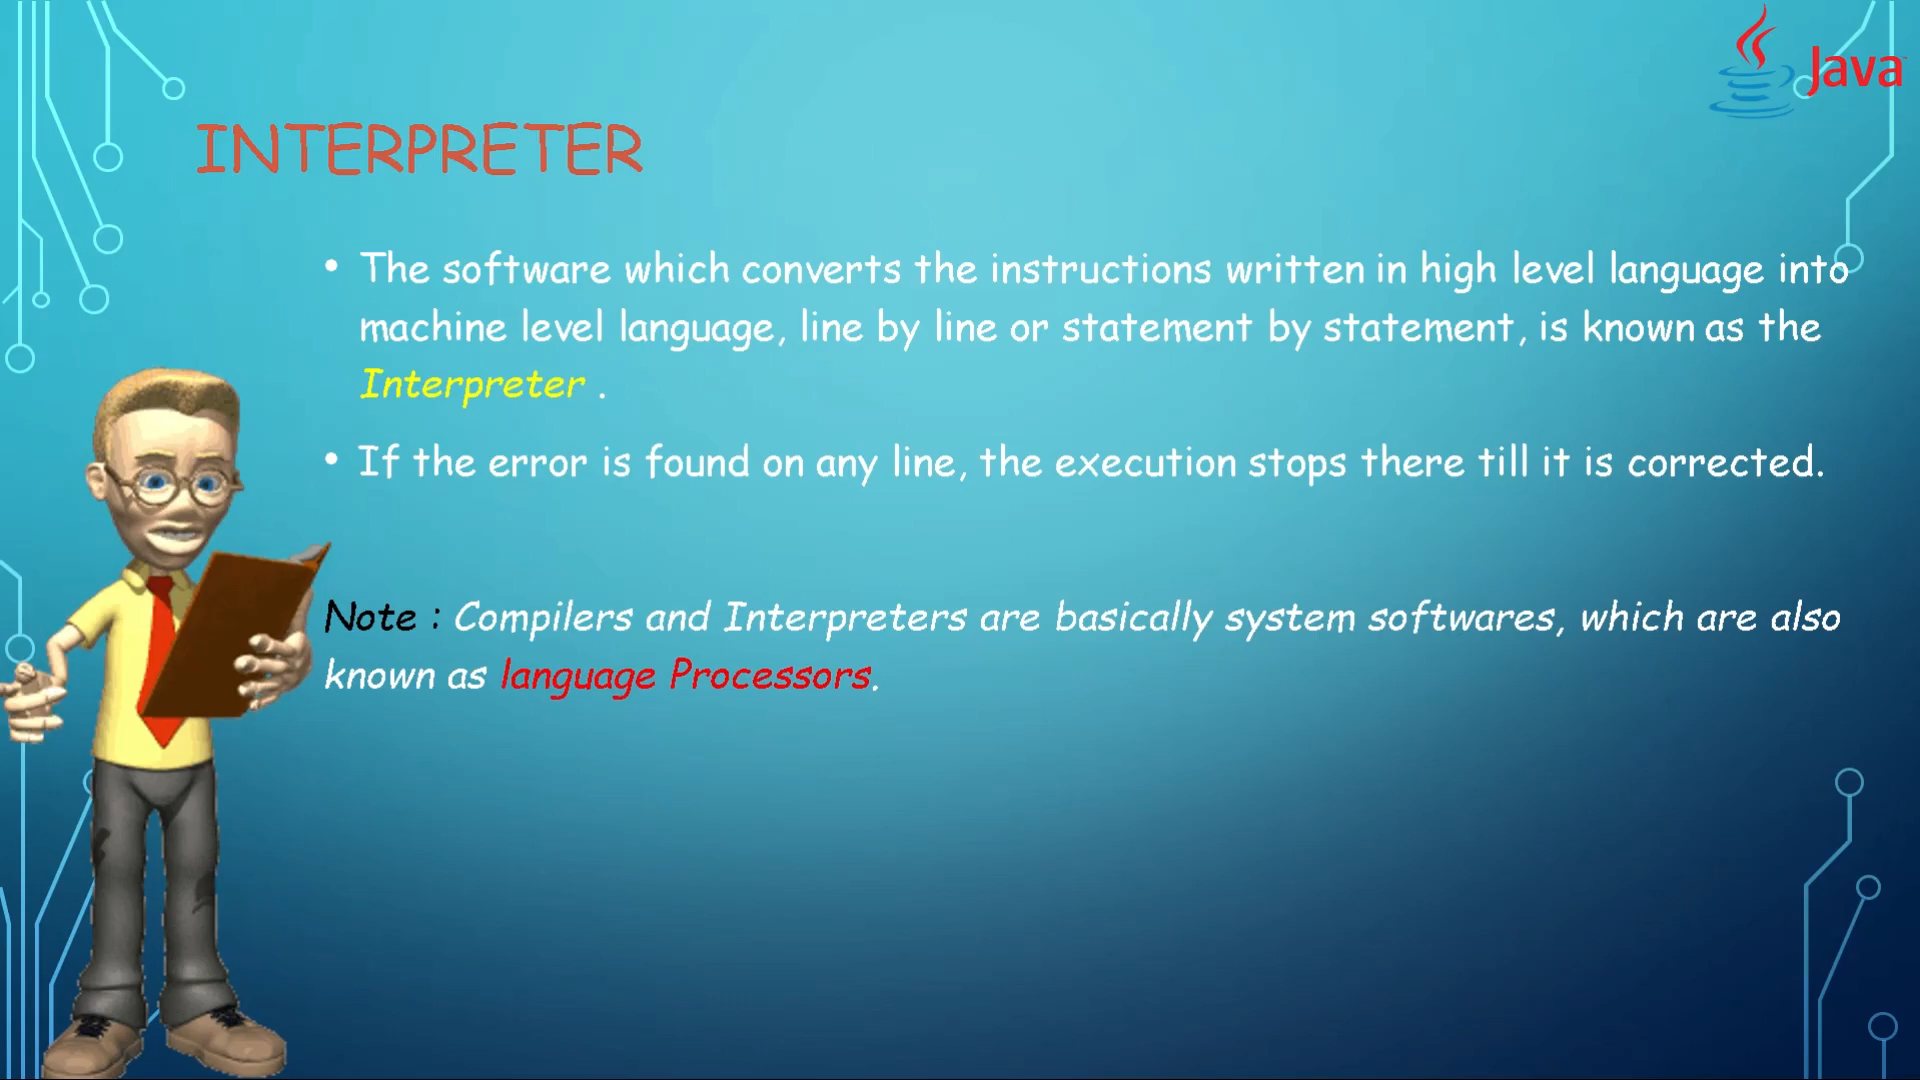 Java
INTERPRETER
• The software which converts the instructions written in high level language into
machine level language, line by line or statement by statement, is known as the
Interpreter .
• If the error is found on any line, the execution stops there till it is corrected.
Note : Compilers and Interpreters are basically system softwares, which are also
known as language Processors.